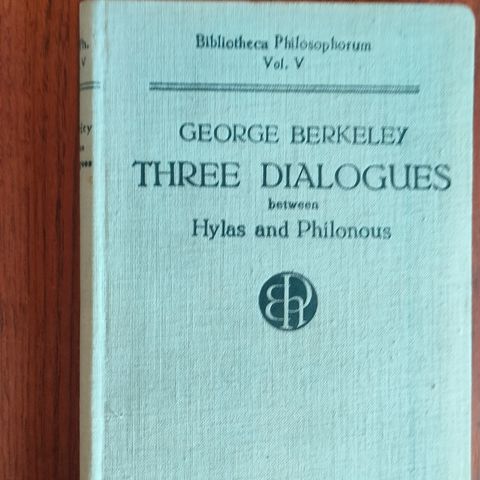 Bibliotheca Philosophorum
Vol. V
GEORGE BERKELEY
THREE DIALOGUES
between
Hylas and Philonous